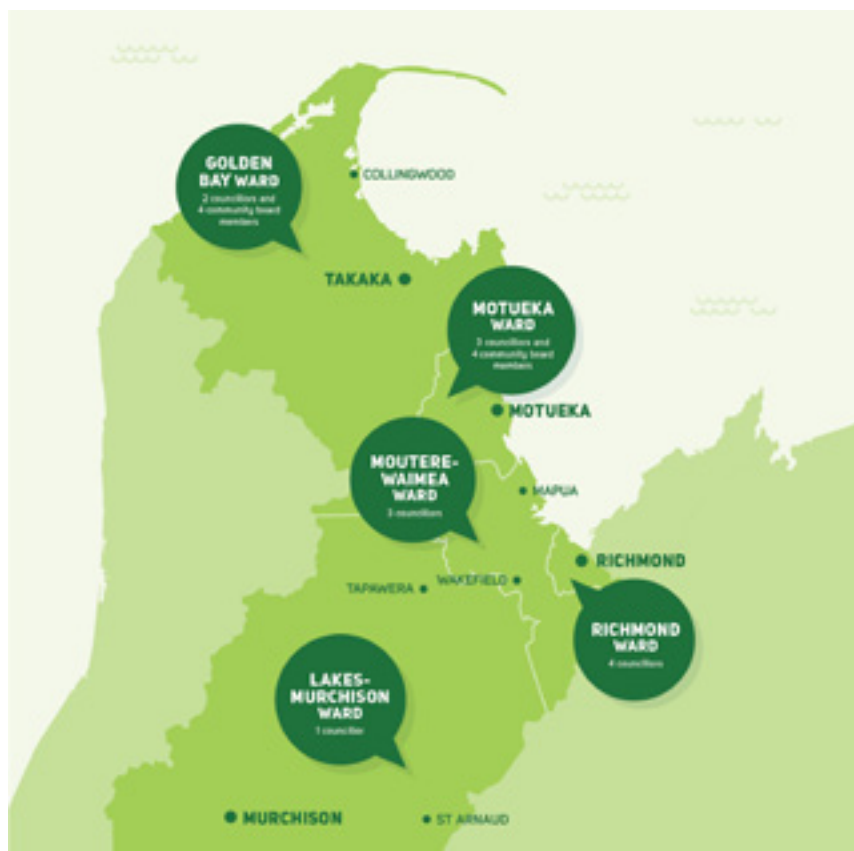 GOLDEN
BAY WARD
2 councillors and
4 community board
members
COLLINGWOOD
TAKAKA
MOTUEKA
WARD
3 councillors and
4 community board
members
MOTUEKA
MOUTERE-
WAIMEA
WARD
3 councillors
MAPUA
RICHMOND
TAPAWERA
WAKEFIELD
RICHMOND
WARD
4 councillors
LAKES-
MURCHISON
WARD
1 councillor
MURCHISON
ST ARNAUD